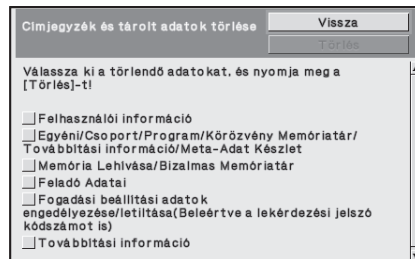 Címjegyzék és tárolt adatok törlése
Vissza
Törlés
Válassza ki a törlendő adatokat, és nyomja meg a
[Törlés]-t!
Felhasználói információ
Egyéni/Csoport/Program/Körözvény Memóriatár/
Továbbítási információ/Meta-Adat Készlet
Memória Lehívása/Bizalmas Memóriatár
Feladó Adatai
Fogadási beállítási adatok
engedélyezése/letiltása(Beleértve a lekérdezési jelszó
kódszámot is)
Továbbítási információ